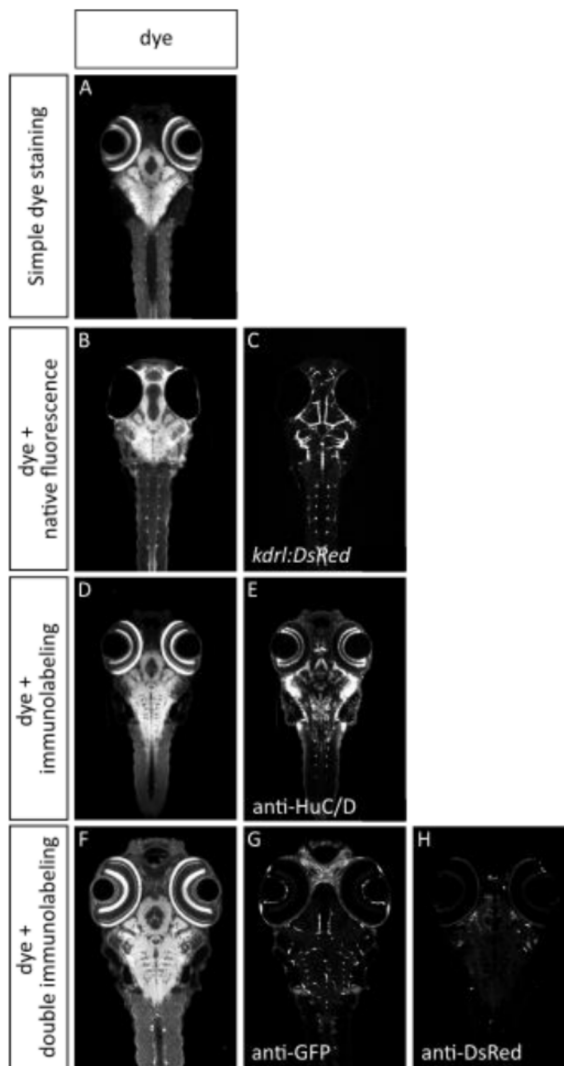 dye
Simple dye staining
A
dye +
native fluorescence
B
C
kdrl:DsRed
dye +
immunolabeling
D
E
anti-HuC/D
dye +
double immunolabeling
F
G
H
anti-GFP
anti-DsRed